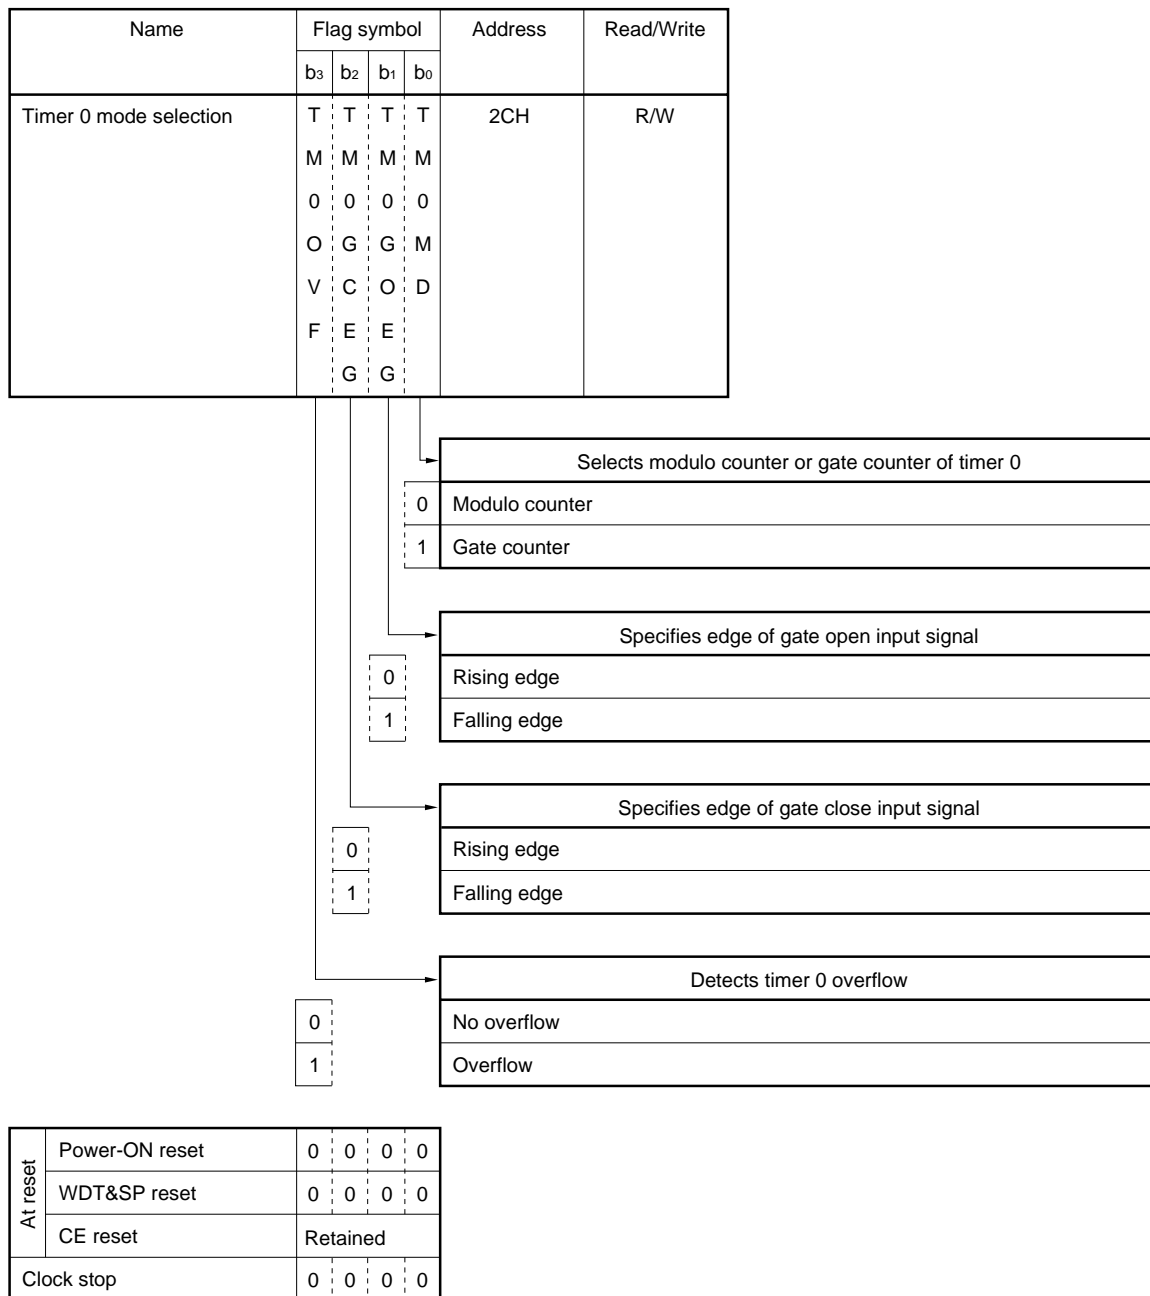 Name Flag symbol Address Read/Write
b3 b2 b1 b0
Timer 0 mode selection T T T T 2CH R/W
M M M M
0 0 0 0
O G G M
V C O D
F E E
G G
Selects modulo counter or gate counter of timer 0
0 Modulo counter
1 Gate counter
Specifies edge of gate open input signal
0 Rising edge
1 Falling edge
Specifies edge of gate close input signal
0 Rising edge
1 Falling edge
Detects timer 0 overflow
0 No overflow
1 Overflow
At reset
Power-ON reset 0 0 0 0
WDT&SP reset 0 0 0 0
CE reset Retained
Clock stop 0 0 0 0